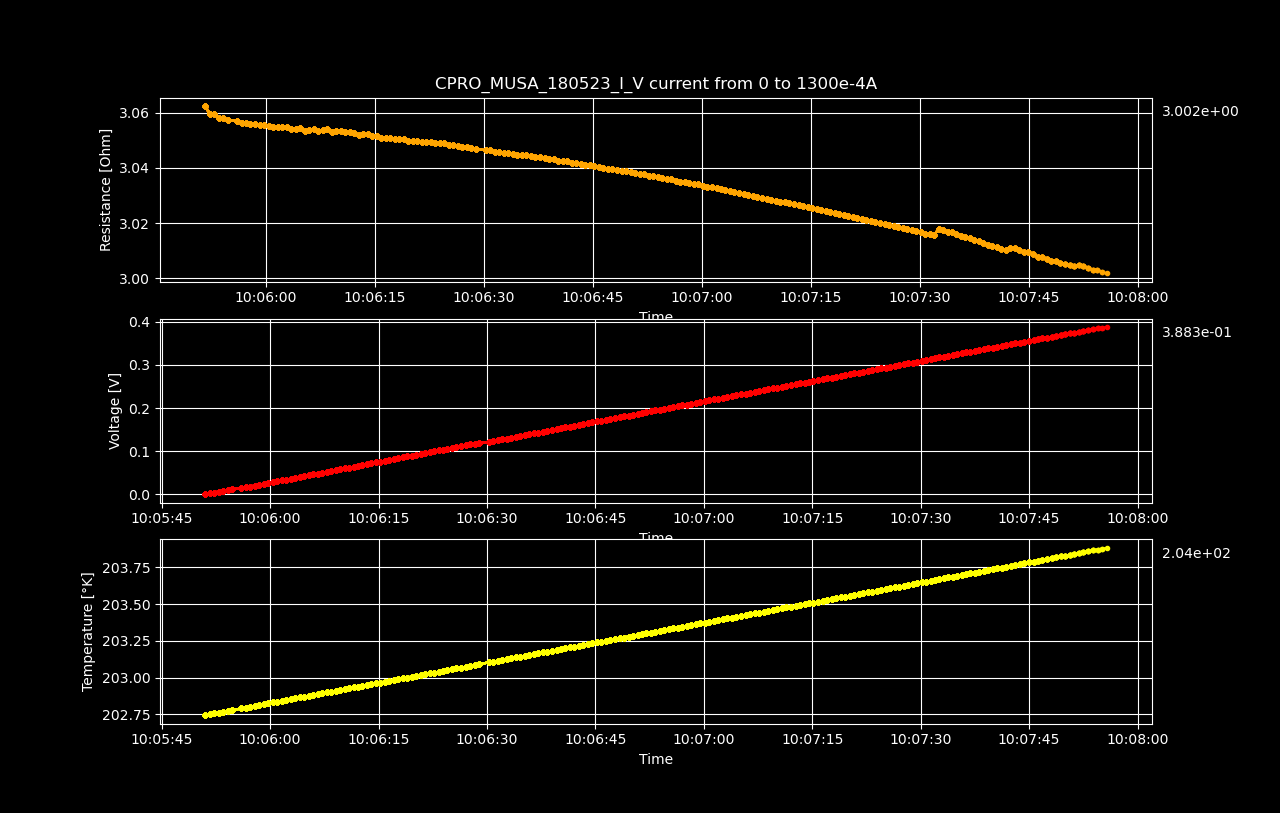 CPRO_MUSA_180523_I_V current from 0 to 1300e-4A
3.06
3.04
3.02
3.00
Resistance [Ohm]
3.002e+00
10:06:00 10:06:15 10:06:30 10:06:45 10:07:00 10:07:15 10:07:30 10:07:45 10:08:00
Time
0.4
0.3
0.2
0.1
0.0
Voltage [V]
3.883e-01
10:05:45 10:06:00 10:06:15 10:06:30 10:06:45 10:07:00 10:07:15 10:07:30 10:07:45 10:08:00
Time
203.75
203.50
203.25
203.00
202.75
Temperature [°K]
2.04e+02
10:05:45 10:06:00 10:06:15 10:06:30 10:06:45 10:07:00 10:07:15 10:07:30 10:07:45 10:08:00
Time